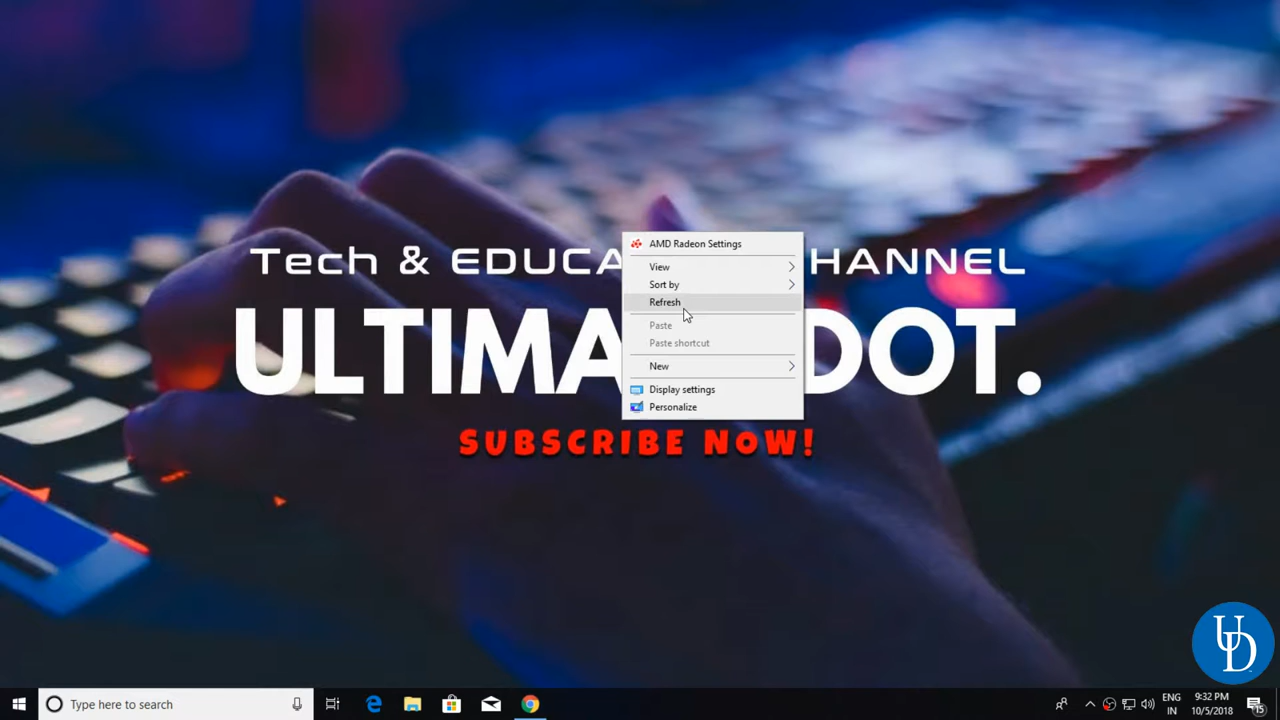 Tech & EDUCA HANNEL
ULTIMA DOT.
SUBSCRIBE NOW!
AMD Radeon Settings
View
Sort by
Refresh
Paste
Paste shortcut
New
Display settings
Personalize
UD
Type here to search
ENG
IN
9:32 PM
10/5/2018
15